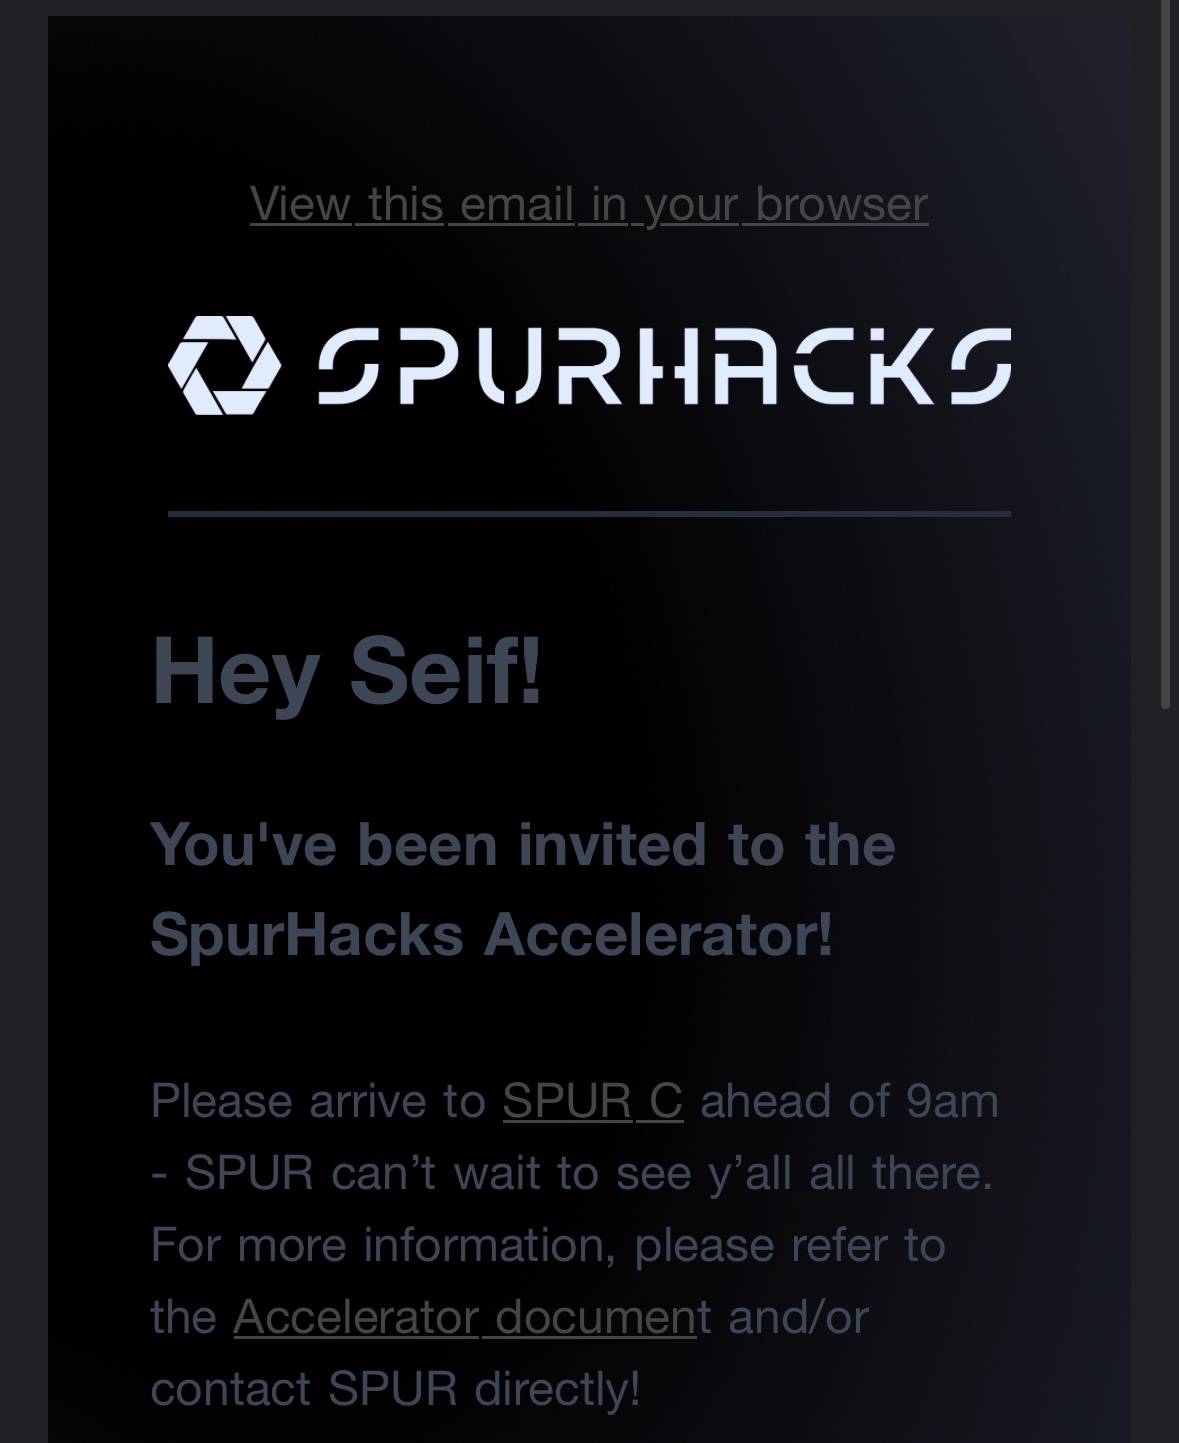 View this email in your browser
SPURHACKS
Hey Seif!
You've been invited to the
SpurHacks Accelerator!
Please arrive to SPUR C ahead of 9am
- SPUR can’t wait to see y’all all there.
For more information, please refer to
the Accelerator document and/or
contact SPUR directly!